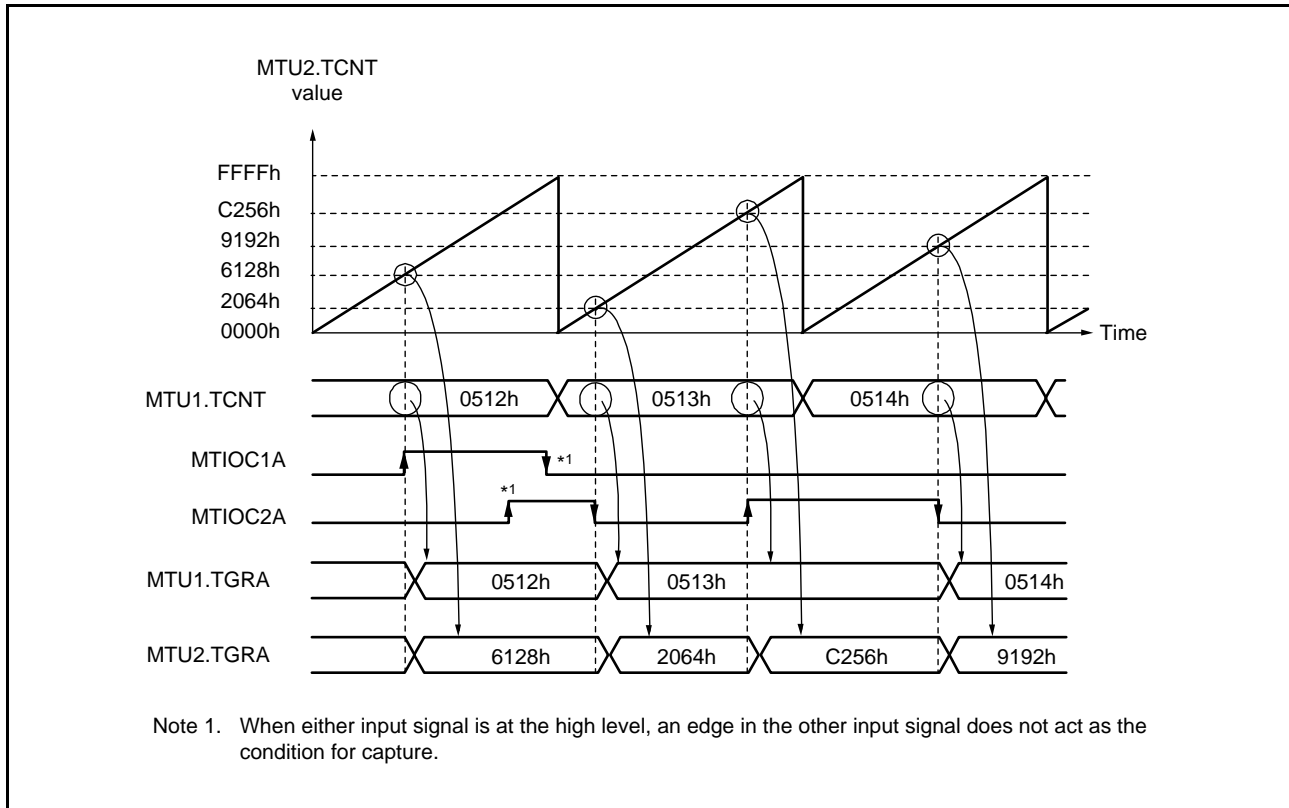 MTU2.TCNT
value
FFFFh
C256h
9192h
6128h
2064h
0000h
Time
MTU1.TCNT
0512h
0513h
0514h
MTIOC1A
*1
MTIOC2A
*1
MTU1.TGRA
0512h
0513h
0514h
MTU2.TGRA
6128h
2064h
C256h
9192h
Note 1. When either input signal is at the high level, an edge in the other input signal does not act as the
condition for capture.